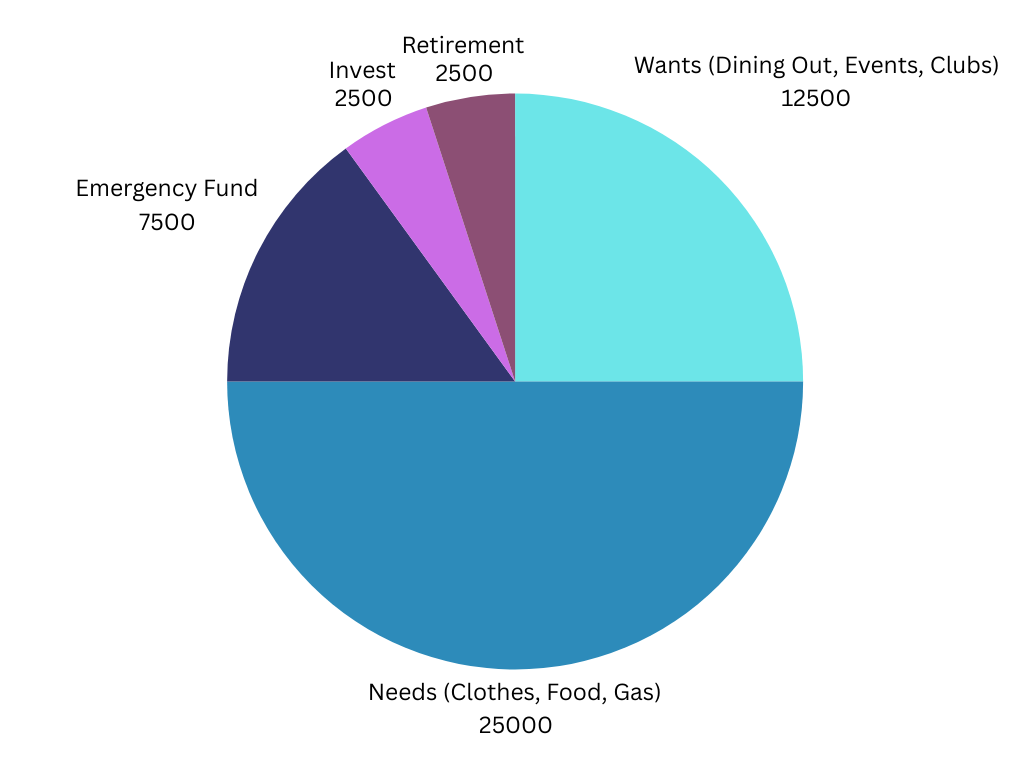 Retirement
2500
Invest
2500
Wants (Dining Out, Events, Clubs)
12500
Emergency Fund
7500
Needs (Clothes, Food, Gas)
25000